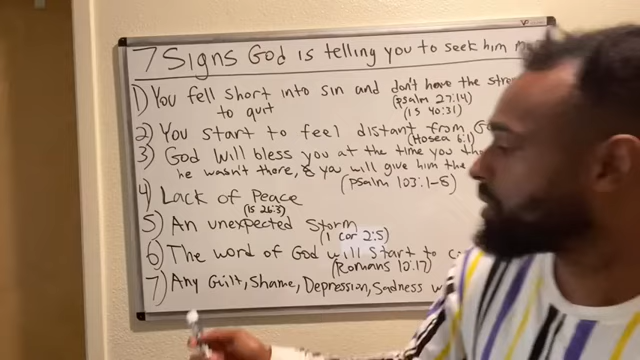 7 Signs God is telling you to seek him
1) You fell short into sin and don't have the
to quit
(psalm 27:14)
(is 40:31)
2) You start to feel distant from
(Hosea 6:1)
3) God will bless you at the time you
he wasn't there, & you will give him the
(psalm 103:1-5)
4) Lack of Peace
(is 26:3)
5) An unexpected Storm
(1 cor 2:5)
6) The word of God will start to
(Romans 10:17)
7) Any Guilt, Shame, Depression, Sadness